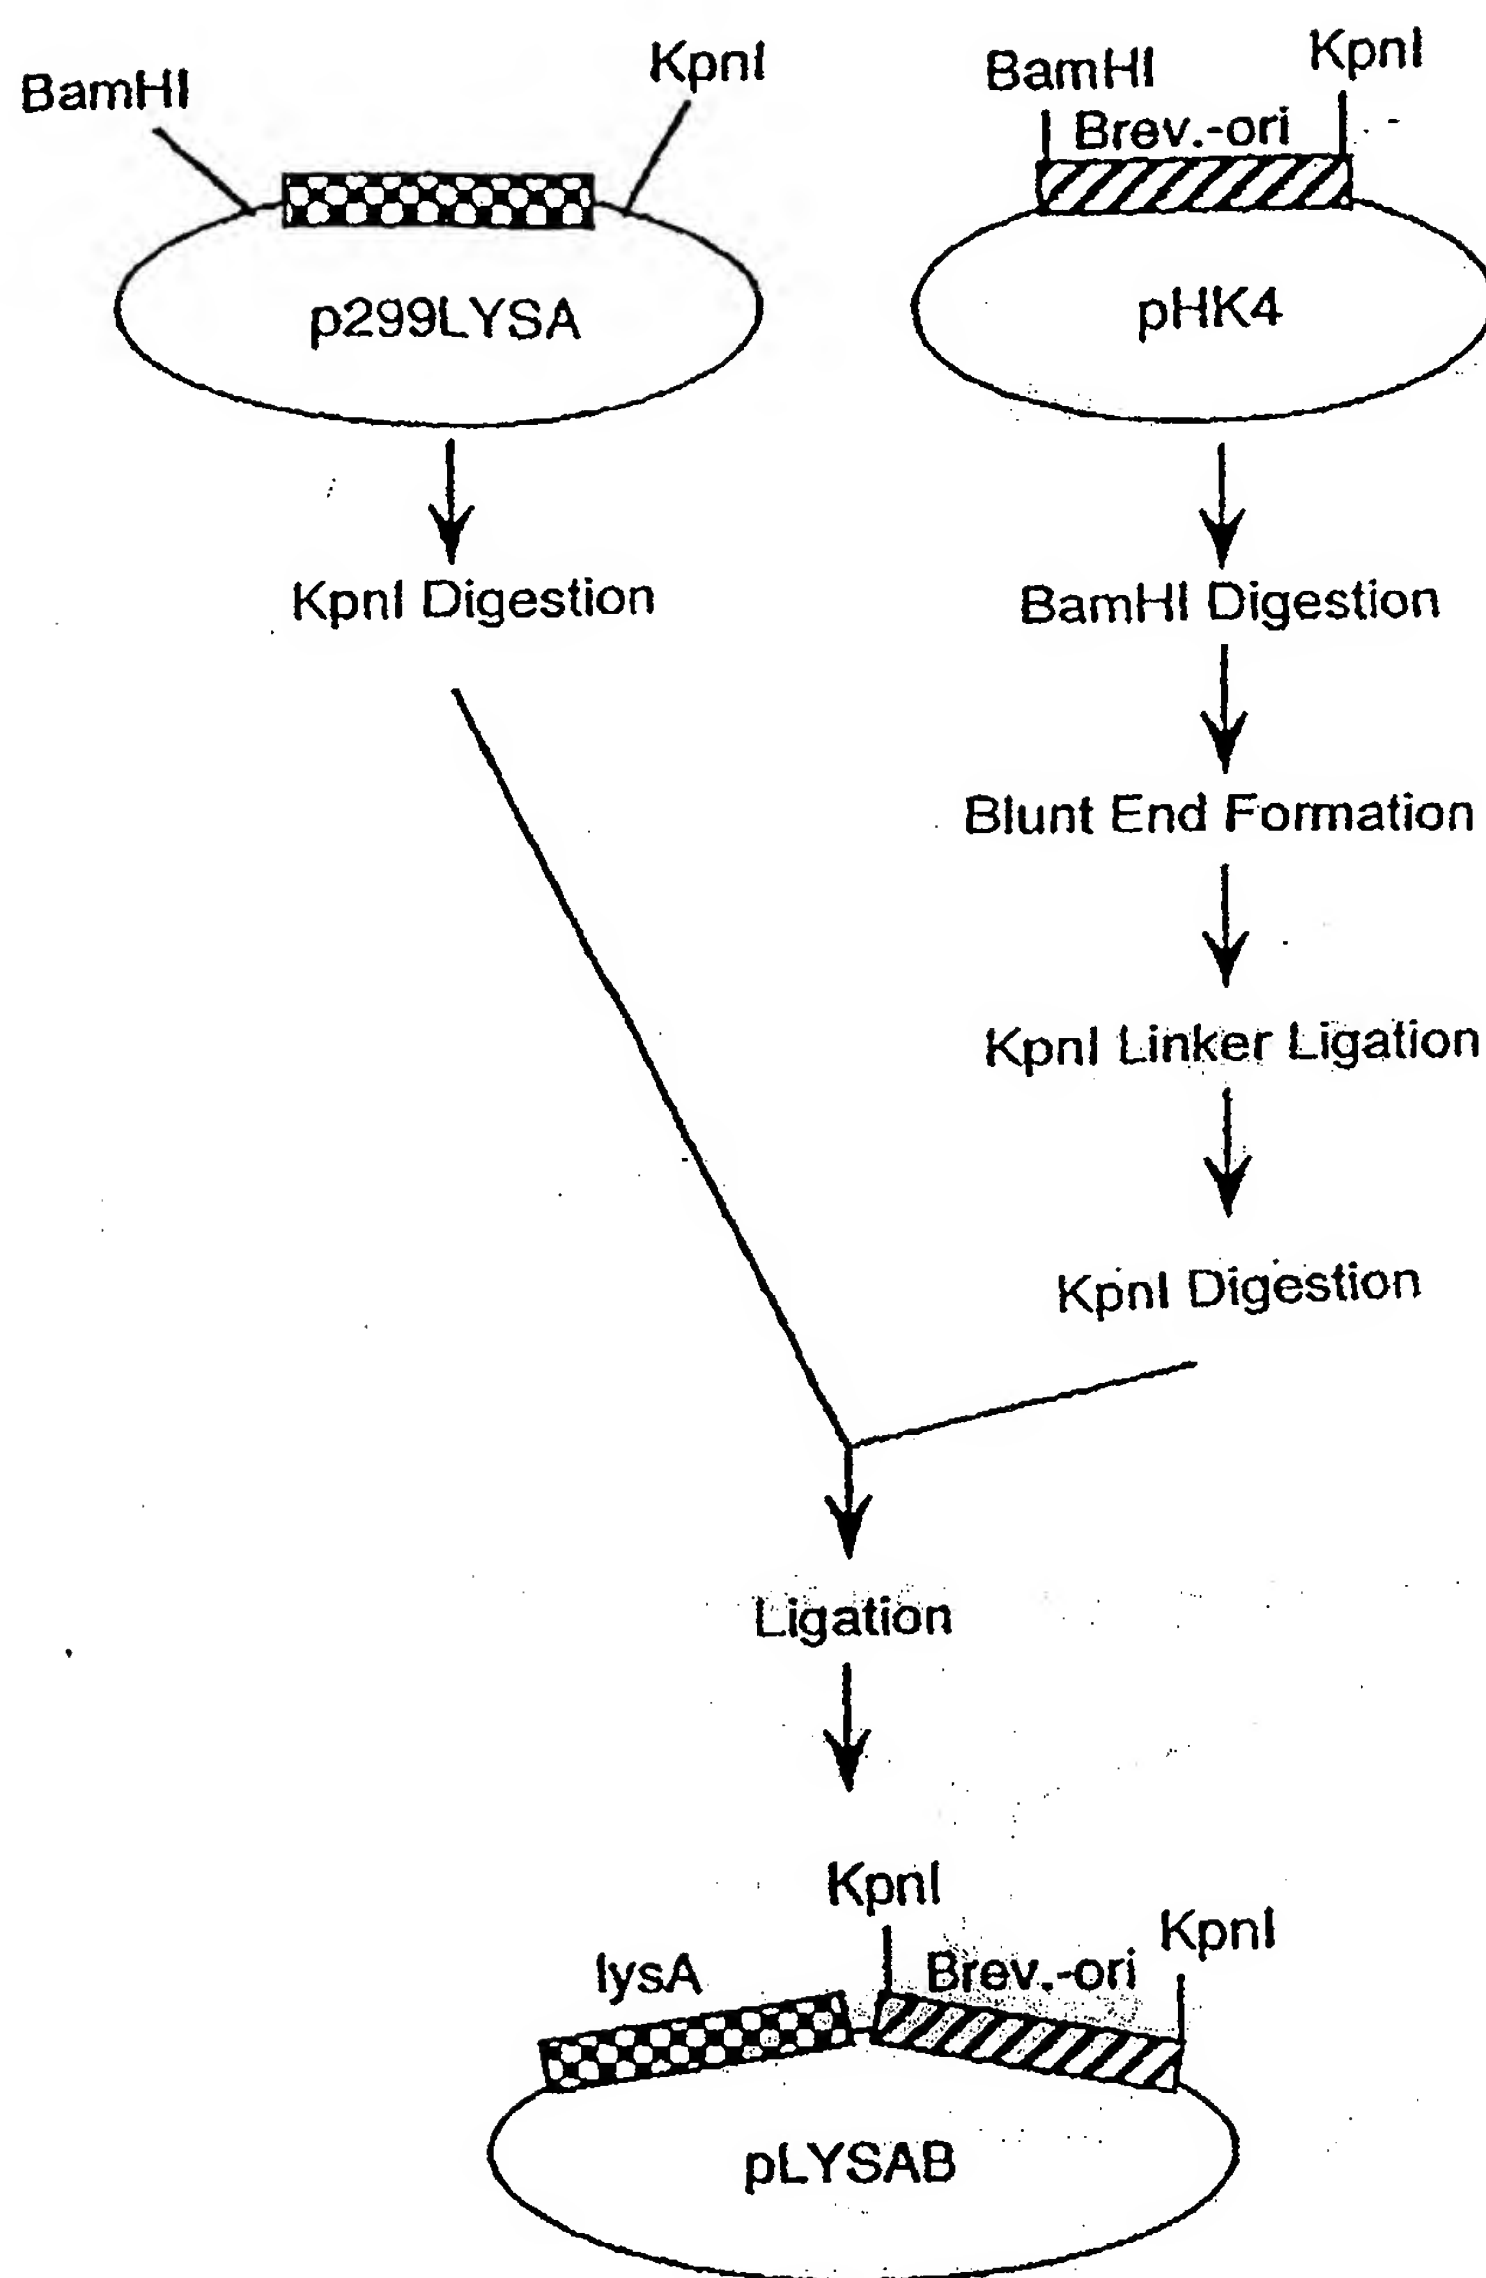 BamHI
KpnI
BamHI
KpnI
Brev.-ori
p299LYSA
pHK4
KpnI Digestion
BamHI Digestion
Blunt End Formation
KpnI Linker Ligation
KpnI Digestion
Ligation
KpnI
KpnI
lysA
Brev.-ori
pLYSAB